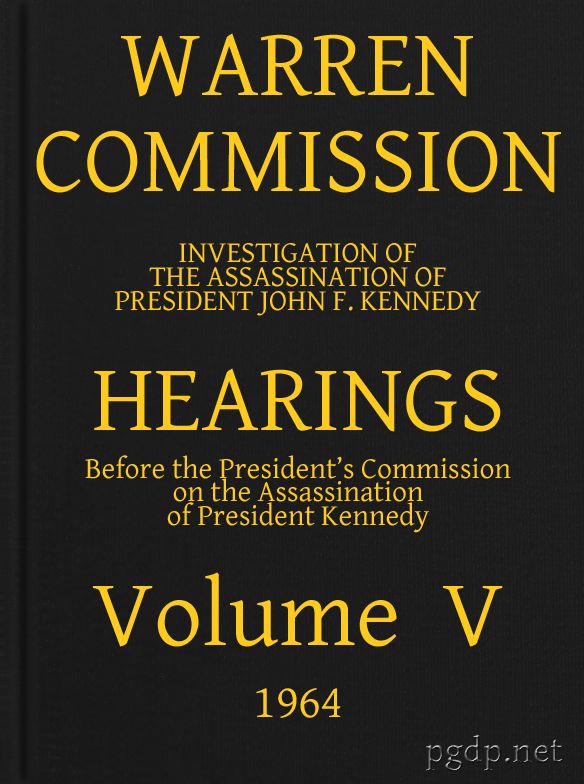 WARREN
COMMISSION
INVESTIGATION OF
THE ASSASSINATION OF
PRESIDENT JOHN F. KENNEDY
HEARINGS
Before the President’s Commission
on the Assassination
of President Kennedy
Volume V
1964
pgdp.net